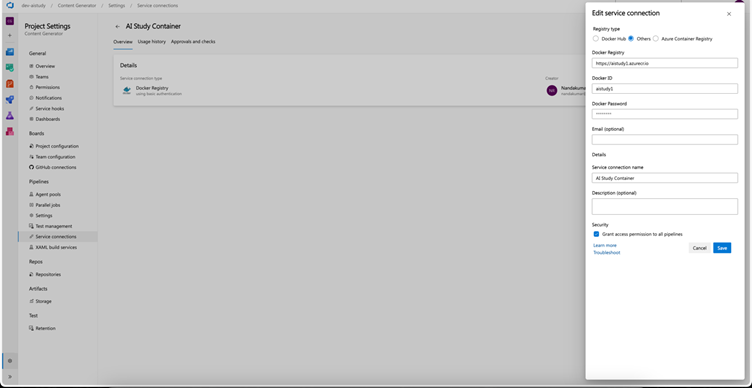 dev-aistudy / Content Generator / Settings / Service connections
Project Settings
Content Generator
General
Overview
Teams
Permissions
Notifications
Service hooks
Dashboards
Boards
Project configuration
Team configuration
GitHub connections
Pipelines
Agent pools
Parallel jobs
Settings
Test management
Service connections
XAML build services
Repos
Repositories
Artifacts
Storage
Test
Retention
← AI Study Container
Overview Usage history Approvals and checks
Details
Service connection type
Docker Registry
using basic authentication
Creator
Nandakum
Edit service connection
Registry type
Docker Hub Others Azure Container Registry
Docker Registry
https://aistudy1.azurecr.io
Docker ID
aistudy1
Docker Password
********
Email (optional)
Details
Service connection name
AI Study Container
Description (optional)
Security
Grant access permission to all pipelines
Learn more
Troubleshoot
Cancel Save